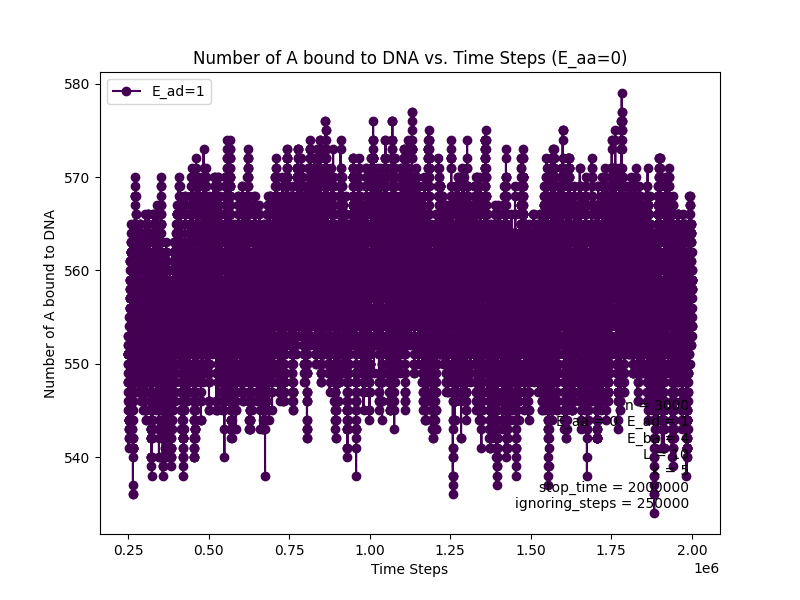 Number of A bound to DNA vs. Time Steps (E_aa=0)
E_ad=1
580
570
560
550
540
Number of A bound to DNA
n = 3000
stop_time = 2000000
ignoring_steps = 250000
0.25 0.50 0.75 1.00 1.25 1.50 1.75 2.00
1e6
Time Steps